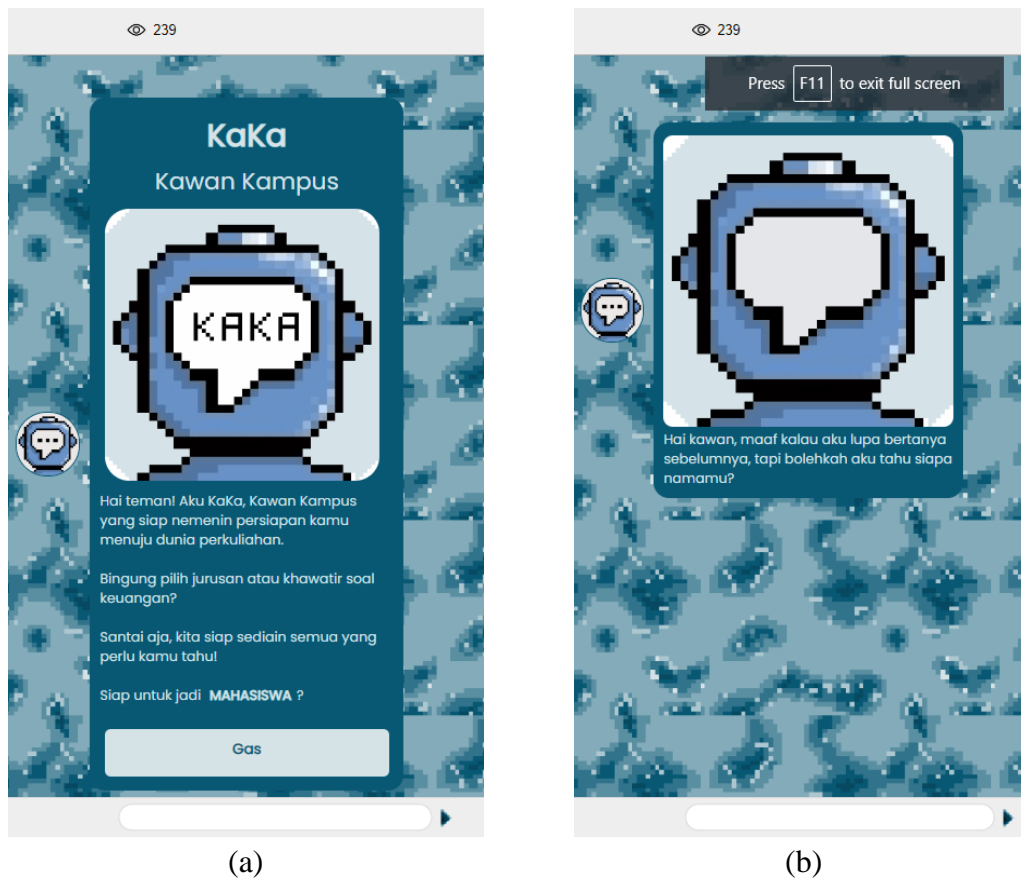 239
KaKa
Kawan Kampus
KAKA
Hai teman! Aku KaKa, Kawan Kampus
yang siap nemenin persiapan kamu
menuju dunia perkuliahan.
Bingung pilih jurusan atau khawatir soal
keuangan?
Santai aja, kita siap sediain semua yang
perlu kamu tahu!
Siap untuk jadi MAHASISWA ?
Gas
(a)
239
Press F11 to exit full screen
Hai kawan, maaf kalau aku lupa bertanya
sebelumnya, tapi bolehkah aku tahu siapa
namamu?
(b)